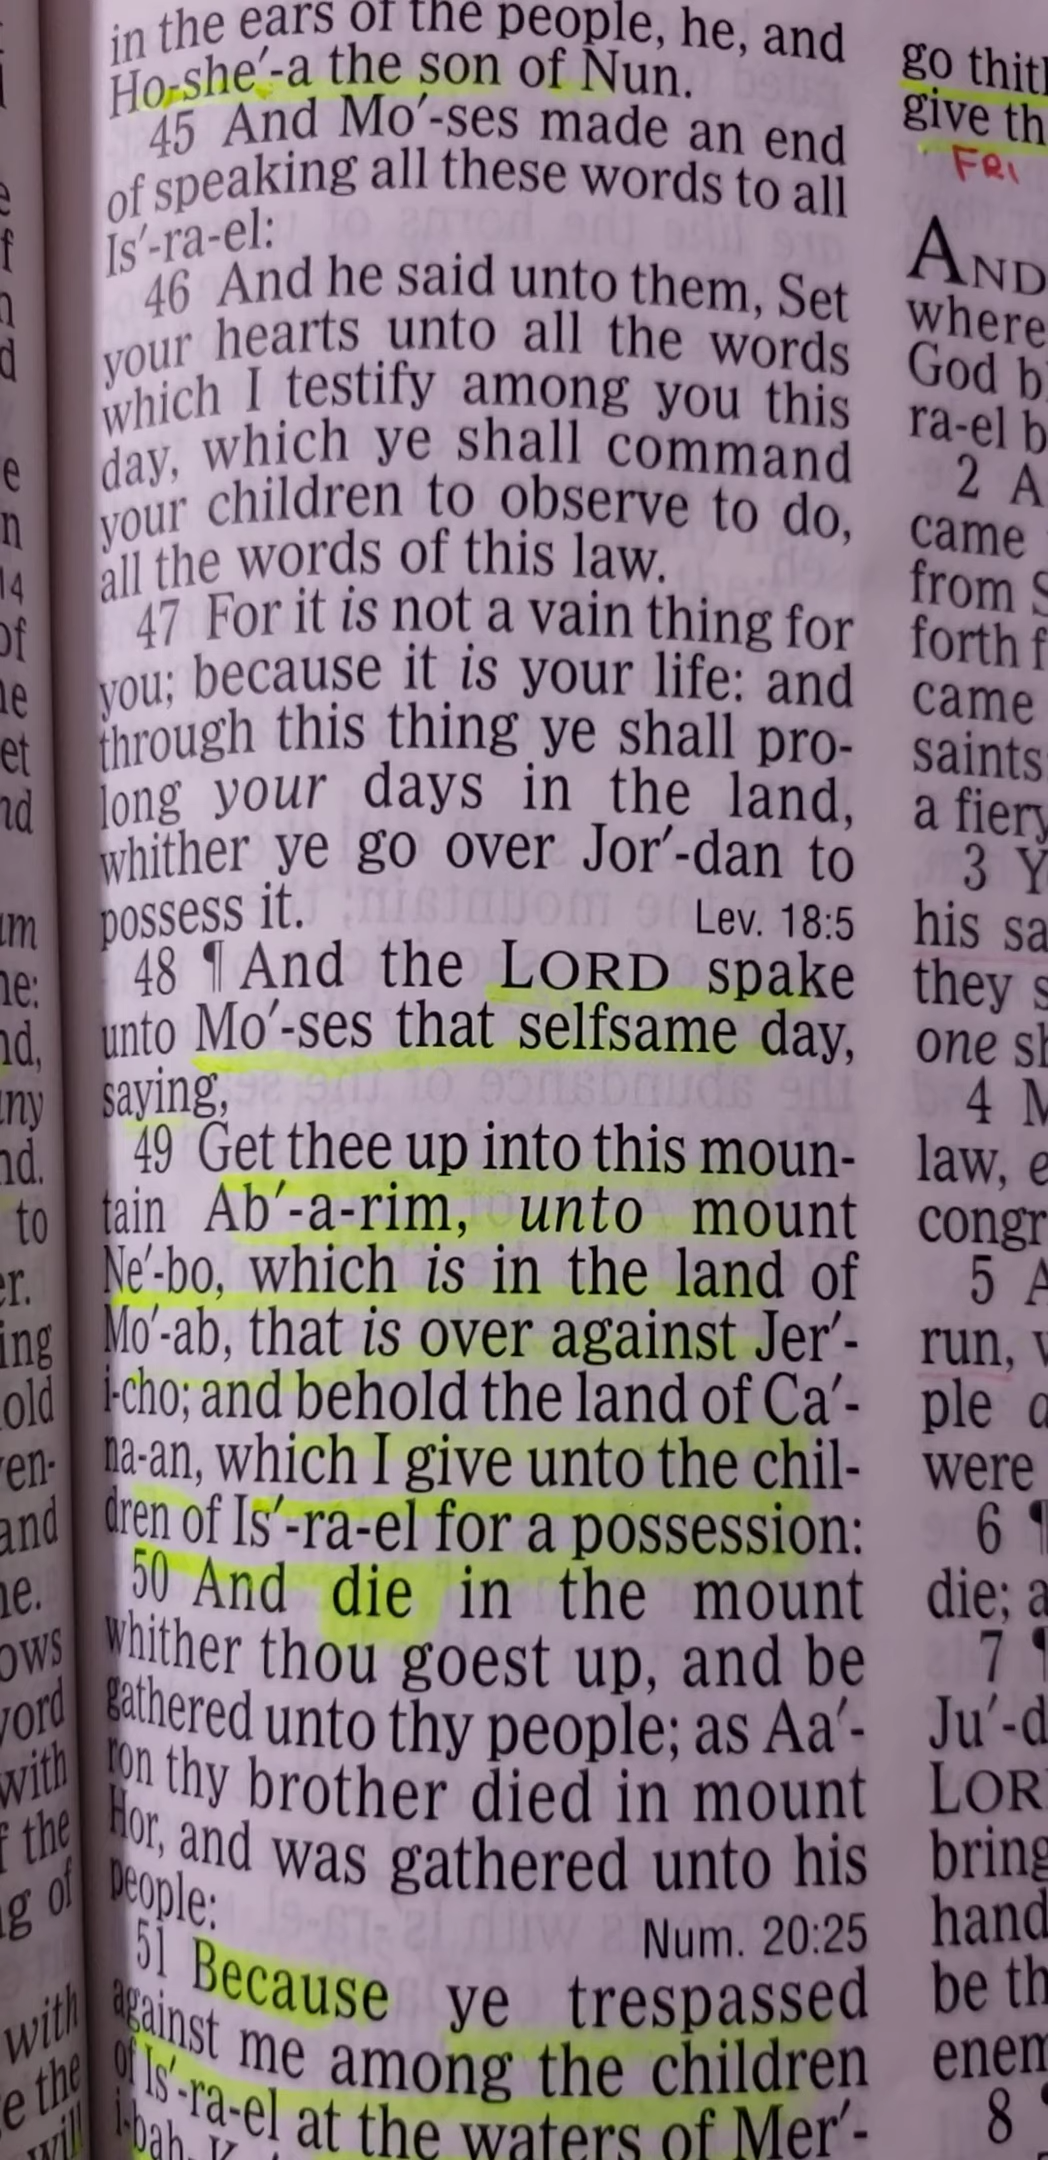 in the ears of the people, he, and
Ho-she′-a the son of Nun.
45 And Mo′-ses made an end
of speaking all these words to all
Is′-ra-el:
46 And he said unto them, Set
your hearts unto all the words
which I testify among you this
day, which ye shall command
your children to observe to do,
all the words of this law.
47 For it is not a vain thing for
you; because it is your life: and
through this thing ye shall pro-
long your days in the land,
whither ye go over Jor′-dan to
possess it. Lev. 18:5
48 ¶ And the LORD spake
unto Mo′-ses that selfsame day,
saying,
49 Get thee up into this moun-
tain Ab′-a-rim, unto mount
Ne′-bo, which is in the land of
Mo′-ab, that is over against Jer′-
i-cho; and behold the land of Ca′-
na-an, which I give unto the chil-
dren of Is′-ra-el for a possession:
50 And die in the mount
whither thou goest up, and be
gathered unto thy people; as Aa′-
ron thy brother died in mount
Hor, and was gathered unto his
people:
Num. 20:25
51 Because ye trespassed
against me among the children
of Is′-ra-el at the waters of Mer′-
i-bah
go
give
FRI
AND
where
God
ra-el
2
came
from
forth
came
saints
a fiery
3
his
they
one
4
law,
5
run,
ple
were
6 ¶
die;
7 ¶
Ju′-d
LOR
bring
hand
be
8